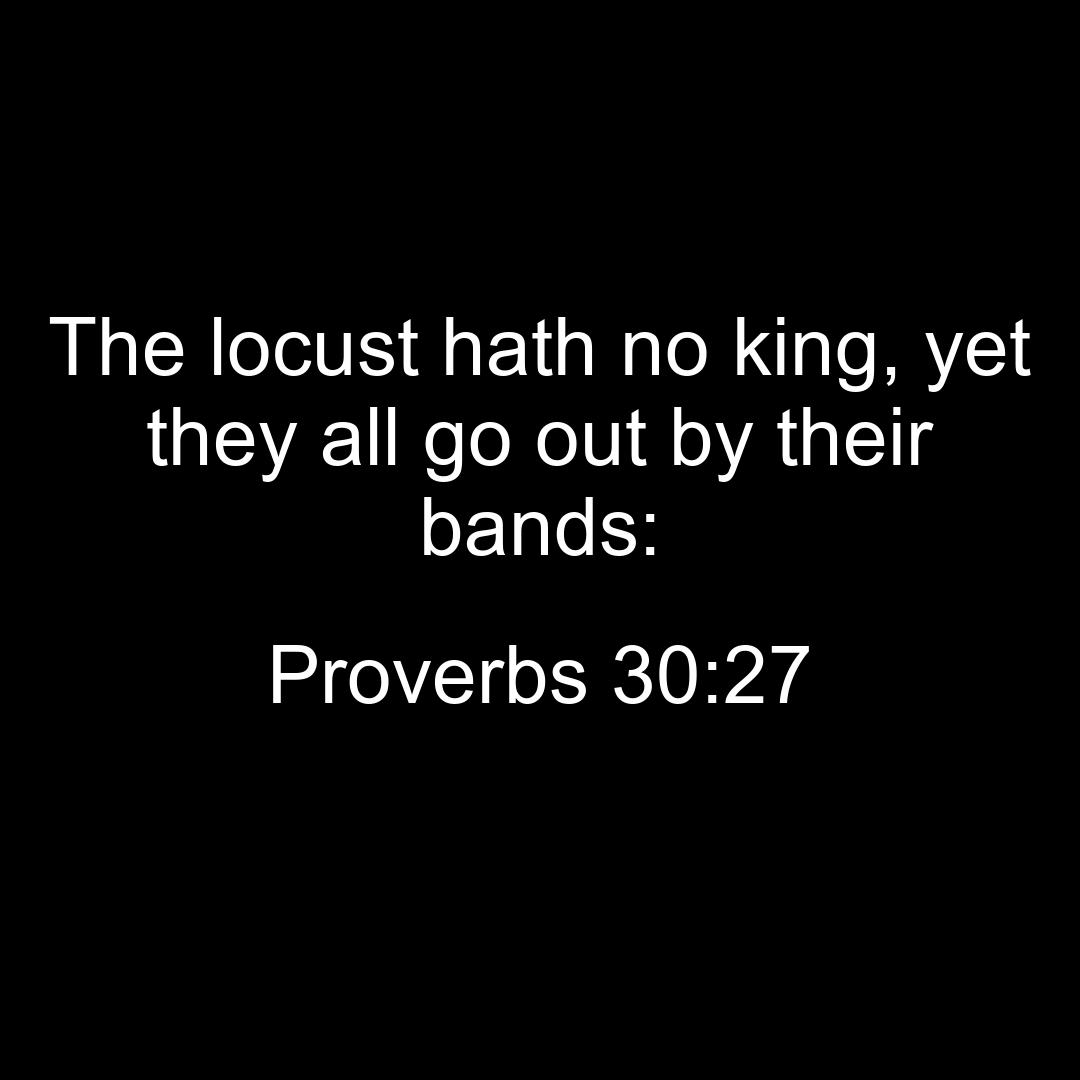 The locust hath no king, yet
they all go out by their
bands:
Proverbs 30:27